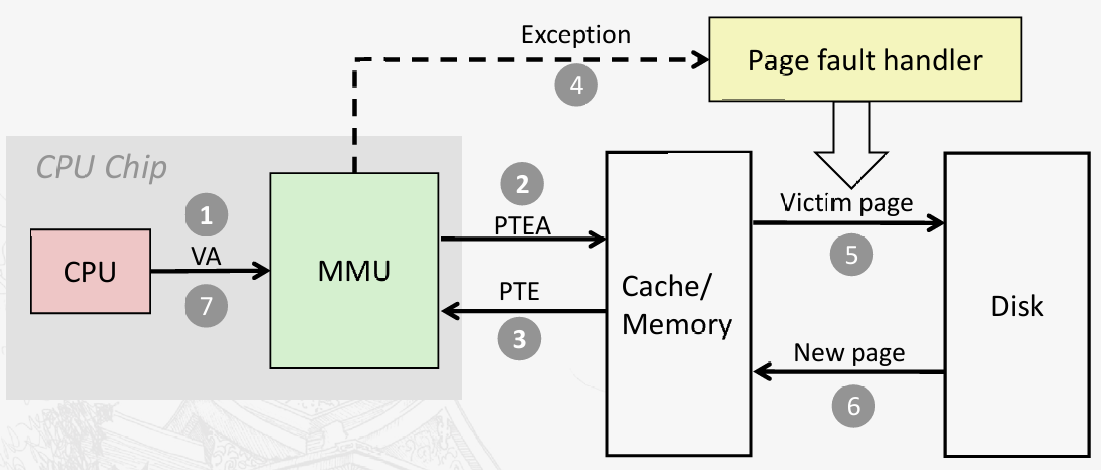 Exception
4
Page fault handler
CPU Chip
1
VA
7
CPU
MMU
2
PTEA
PTE
3
Cache/
Memory
Victim page
5
New page
6
Disk